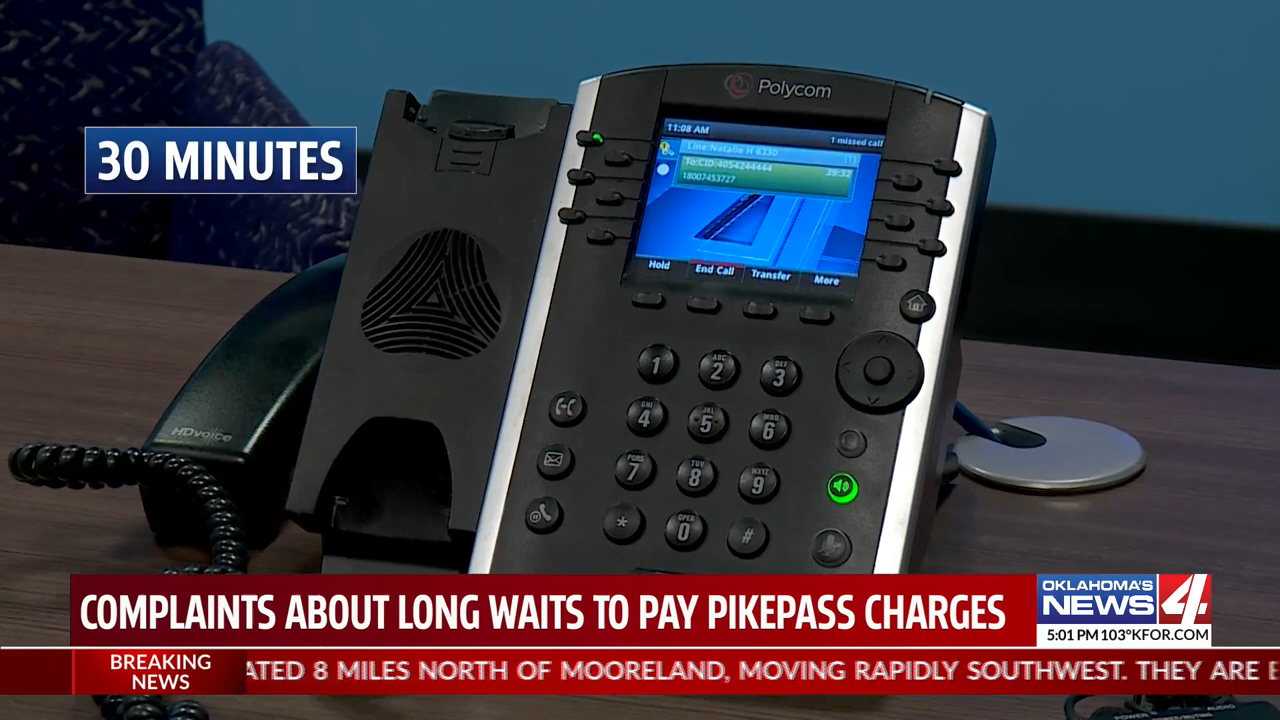 Polycom
11:08 AM
1 missed call
Line:Natalie H 6330
(1)
To:CID:4054244444
39:32
18007453727
Hold
End Call
Transfer
More
30 MINUTES
1
ABC
2
DEF
3
GHI
4
JKL
5
MNO
6
PQRS
7
TUV
8
WXYZ
9
*
OPER
0
#
HDvoice
COMPLAINTS ABOUT LONG WAITS TO PAY PIKEPASS CHARGES
OKLAHOMA'S
NEWS 4
5:01 PM 103° KFOR.COM
BREAKING
NEWS
ATED 8 MILES NORTH OF MOORELAND, MOVING RAPIDLY SOUTHWEST. THEY ARE E